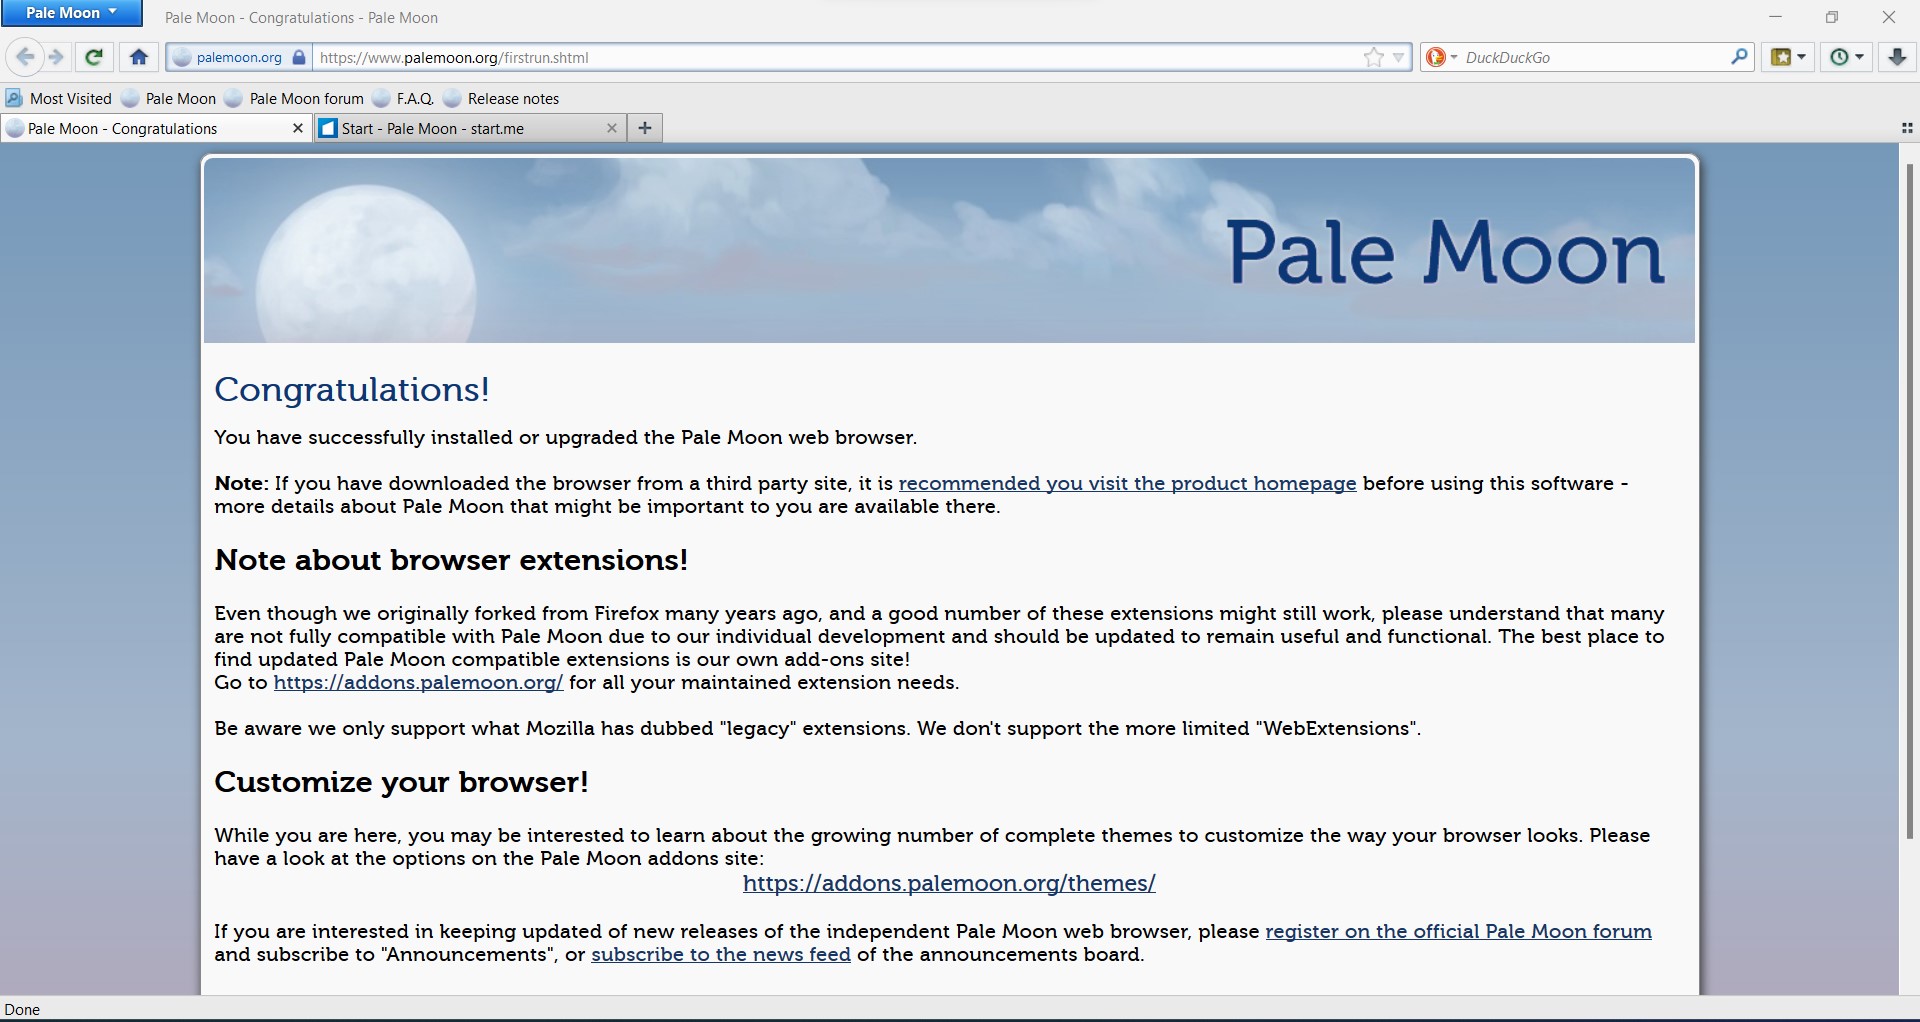 Pale Moon
Pale Moon - Congratulations - Pale Moon
palemoon.org https://www.palemoon.org/firstrun.shtml DuckDuckGo
Most Visited Pale Moon Pale Moon forum F.A.Q. Release notes
Pale Moon - Congratulations Start - Pale Moon - start.me
Pale Moon
Congratulations!
You have successfully installed or upgraded the Pale Moon web browser.
Note: If you have downloaded the browser from a third party site, it is recommended you visit the product homepage before using this software -
more details about Pale Moon that might be important to you are available there.
Note about browser extensions!
Even though we originally forked from Firefox many years ago, and a good number of these extensions might still work, please understand that many
are not fully compatible with Pale Moon due to our individual development and should be updated to remain useful and functional. The best place to
find updated Pale Moon compatible extensions is our own add-ons site!
Go to https://addons.palemoon.org/ for all your maintained extension needs.
Be aware we only support what Mozilla has dubbed "legacy" extensions. We don't support the more limited "WebExtensions".
Customize your browser!
While you are here, you may be interested to learn about the growing number of complete themes to customize the way your browser looks. Please
have a look at the options on the Pale Moon addons site:
https://addons.palemoon.org/themes/
If you are interested in keeping updated of new releases of the independent Pale Moon web browser, please register on the official Pale Moon forum
and subscribe to "Announcements", or subscribe to the news feed of the announcements board.
Done